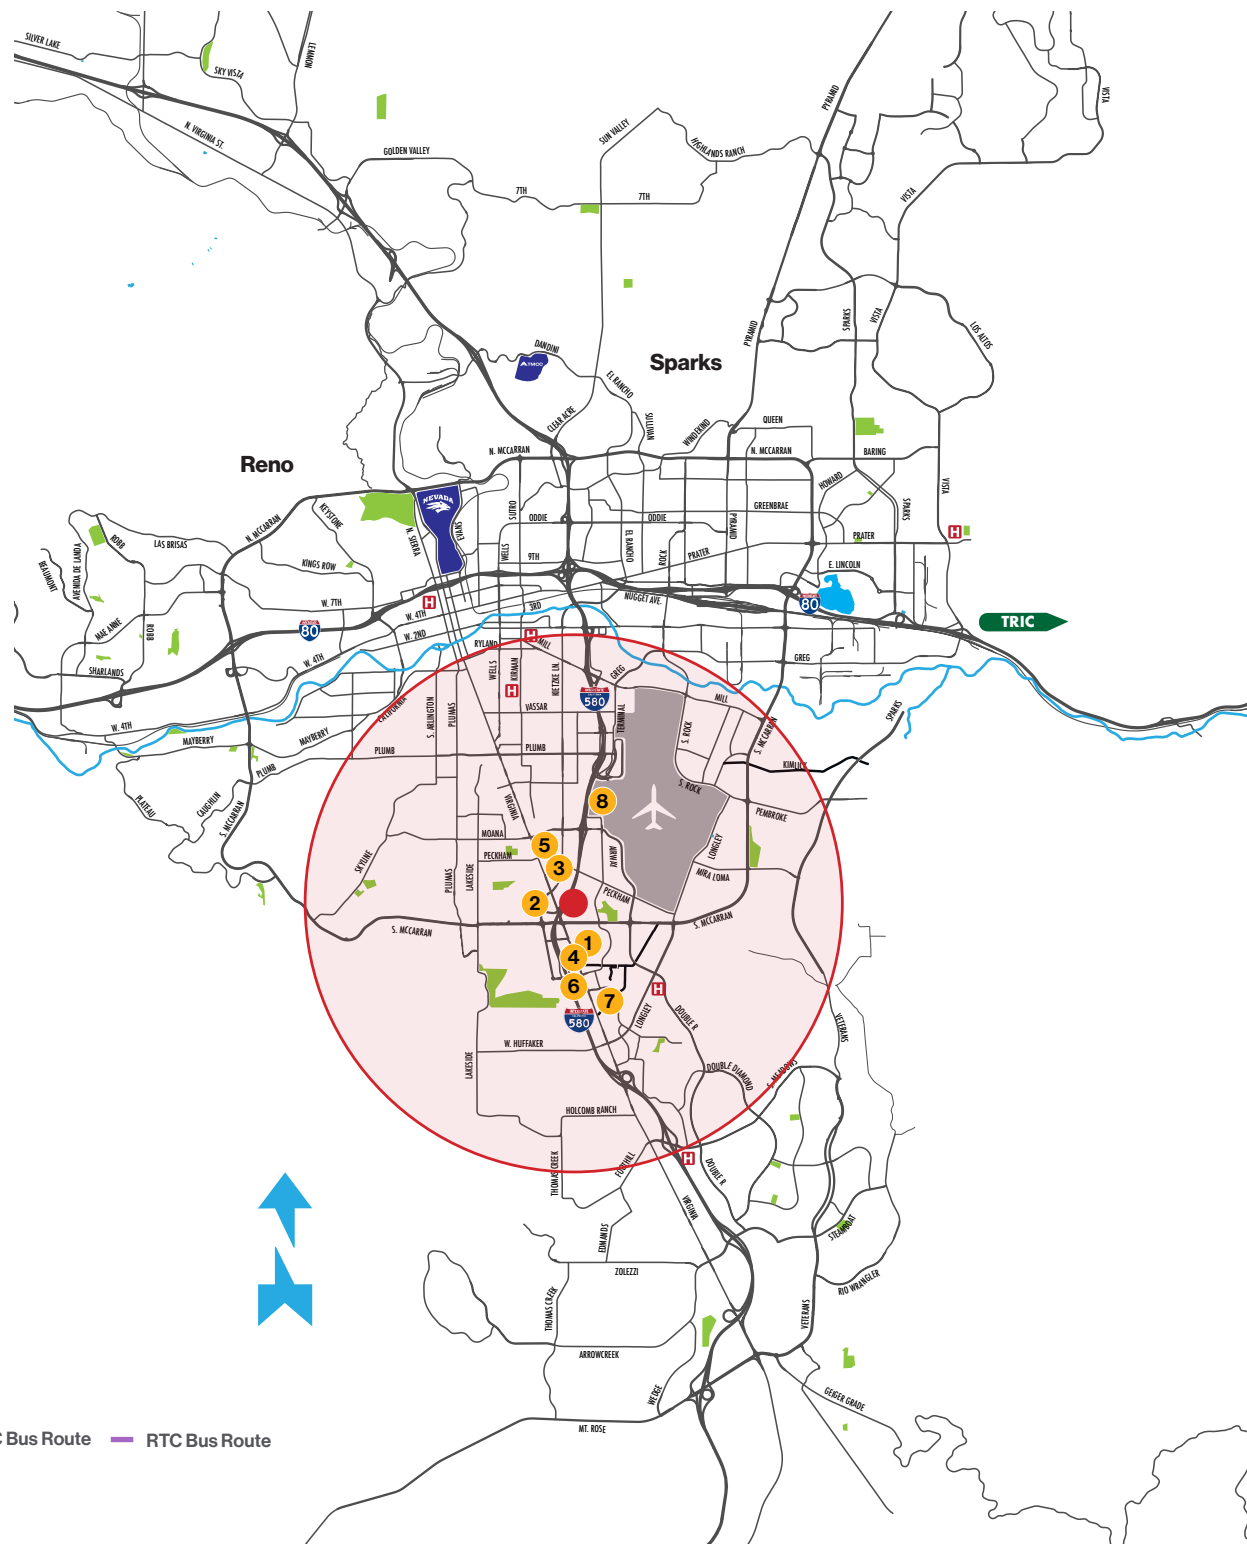 SILVER LAKE
SKY VISTA
LEMMON
N. VIRGINIA ST.
GOLDEN VALLEY
7TH
7TH
SUN VALLEY
HIGHLANDS RANCH
PYRAMID
VISTA
VISTA
PYRAMID
SPARKS
VISTA
LOS ALTOS
DANDINI
TMCC
Sparks
EL RANCHO
CLEAR ACRE
SULLIVAN
WINDEKIND
QUEEN
N. MCCARRAN
N. MCCARRAN
BARING
Reno
KEYSTONE
N. MCCARRAN
NEVADA
N. SIERRA
EVANS
SUTRO
ODDIE
ODDIE
WELLS
9TH
EL RANCHO
ROCK
PYRAMID
GREENBRAE
HOWARD
SPARKS
VISTA
H
PRATER
PRATER
LAS BRISAS
ROBB
AVENIDA DE LANDA
BEAUMONT
KINGS ROW
W. 7TH
MAE ANNE
ROBB
SHARLANDS
80
W. 4TH
W. 4TH
W. 2ND
H
3RD
NUGGET AVE.
E. LINCOLN
80
TRIC
RYLAND
H
MILL
GREG
GREG
WELLS
KIRMAN
H
KIETZKE LN.
580
TERMINAL
MILL
S. ROCK
S. MCCARRAN
SPARKS
W. 4TH
MAYBERRY
MAYBERRY
CALIFORNIA
S. ARLINGTON
PLUMAS
VASSAR
PLUMB
PLUMB
PLUMB
KIMLICK
S. ROCK
PEMBROKE
PLATEAU
CAUGHLIN
S. MCCARRAN
VIRGINIA
8
MOANA
5
PECKHAM
3
AIRWAY
LONGLEY
MIRA LOMA
SKYLINE
PLUMAS
LAKESIDE
2
PECKHAM
S. MCCARRAN
S. MCCARRAN
1
4
6
7
H
580
LONGLEY
DOUBLE R
VETERANS
W. HUFFAKER
LAKESIDE
DOUBLE DIAMOND
S. MEADOWS
HOLCOMB RANCH
THOMAS CREEK
FOOTHILL
H
DOUBLE R
VIRGINIA
STEAMBOAT
EDMANDS
ZOLEZZI
RIO WRANGLER
THOMAS CREEK
VETERANS
ARROWCREEK
WEDGE
GEIGER GRADE
MT. ROSE
C Bus Route
RTC Bus Route